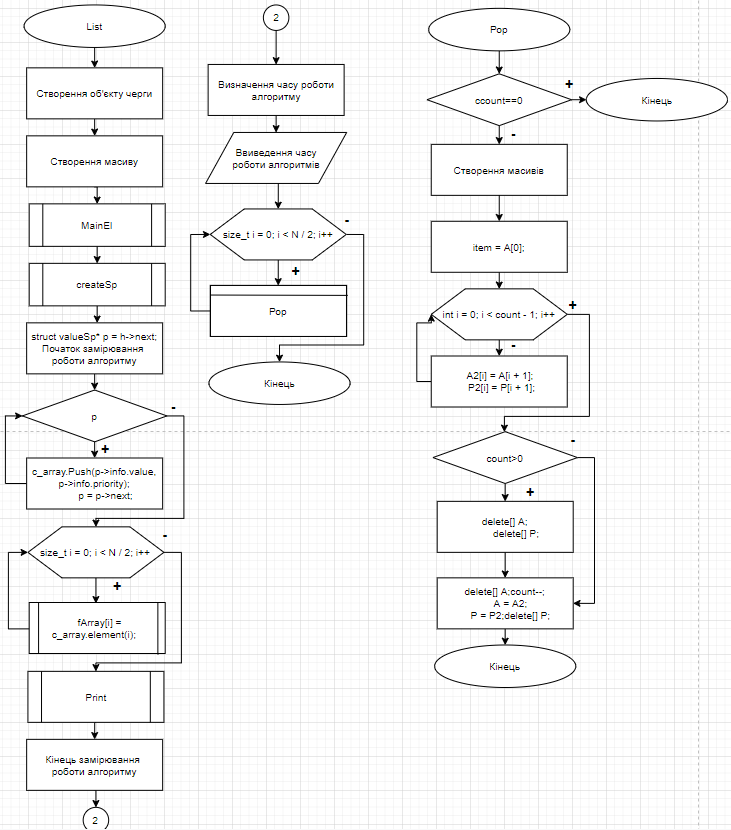 List
Створення об'єкту черги
Створення масиву
MainEl
createSp
struct valueSp* p = h->next;
Початок замірювання
роботи алгоритму
p
-
+
c_array.Push(p->info.value,
p->info.priority);
p = p->next;
size_t i = 0; i < N / 2; i++
-
+
fArray[i] =
c_array.element(i);
Print
Кінець замірювання
роботи алгоритму
2
2
Визначення часу роботи
алгоритму
Ввиведення часу
роботи алгоритмів
size_t i = 0; i < N / 2; i++
-
+
Pop
Кінець
Pop
ccount==0
+
Кінець
-
Створення масивів
item = A[0];
int i = 0; i < count - 1; i++
+
-
A2[i] = A[i + 1];
P2[i] = P[i + 1];
count>0
-
+
delete[] A;
delete[] P;
delete[] A;count--;
A = A2;
P = P2;delete[] P;
Кінець